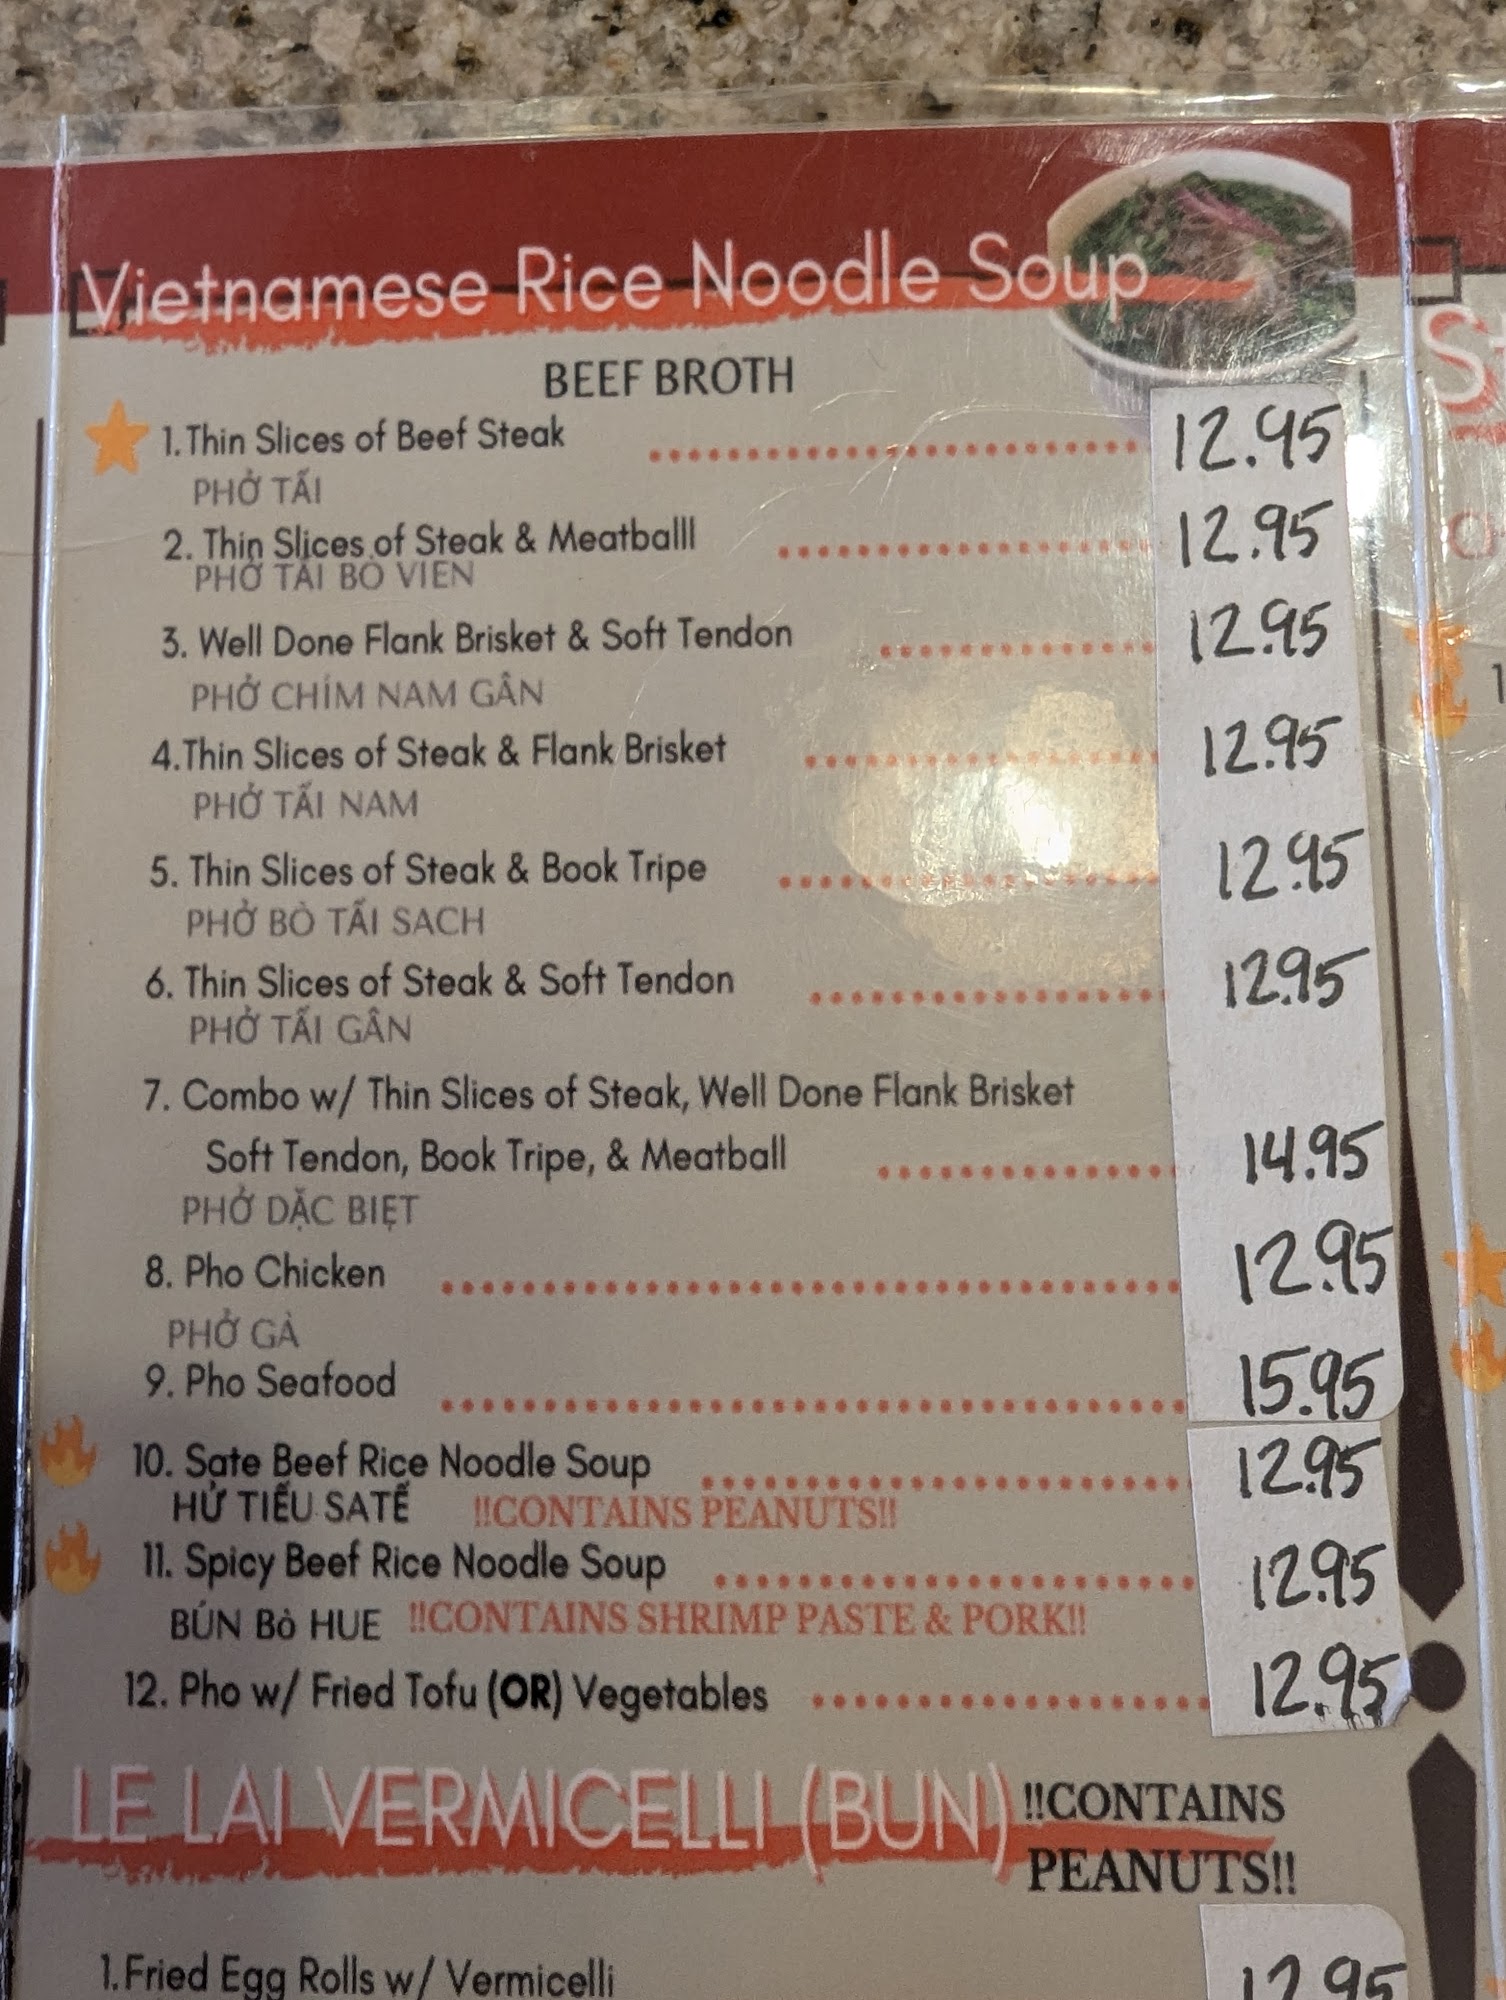 Vietnamese Rice Noodle Soup
BEEF BROTH
1. Thin Slices of Beef Steak 12.95
PHỞ TẤI
2. Thin Slices of Steak & Meatballl 12.95
PHỞ TÁI BÒ VIEN
3. Well Done Flank Brisket & Soft Tendon 12.95
PHỞ CHÍM NAM GÂN
4. Thin Slices of Steak & Flank Brisket 12.95
PHỞ TẤI NAM
5. Thin Slices of Steak & Book Tripe 12.95
PHỞ BÒ TẤI SACH
6. Thin Slices of Steak & Soft Tendon 12.95
PHỞ TẤI GÂN
7. Combo w/ Thin Slices of Steak, Well Done Flank Brisket
Soft Tendon, Book Tripe, & Meatball 14.95
PHỞ DẶC BIỆT
8. Pho Chicken 12.95
PHỞ GÀ
9. Pho Seafood 15.95
10. Sate Beef Rice Noodle Soup 12.95
HỬ TIẾU SATẾ !!CONTAINS PEANUTS!!
11. Spicy Beef Rice Noodle Soup 12.95
BÚN Bò HUE !!CONTAINS SHRIMP PASTE & PORK!!
12. Pho w/ Fried Tofu (OR) Vegetables 12.95
LE LAI VERMICELLI (BUN) !!CONTAINS
PEANUTS!!
1. Fried Egg Rolls w/ Vermicelli 12.95